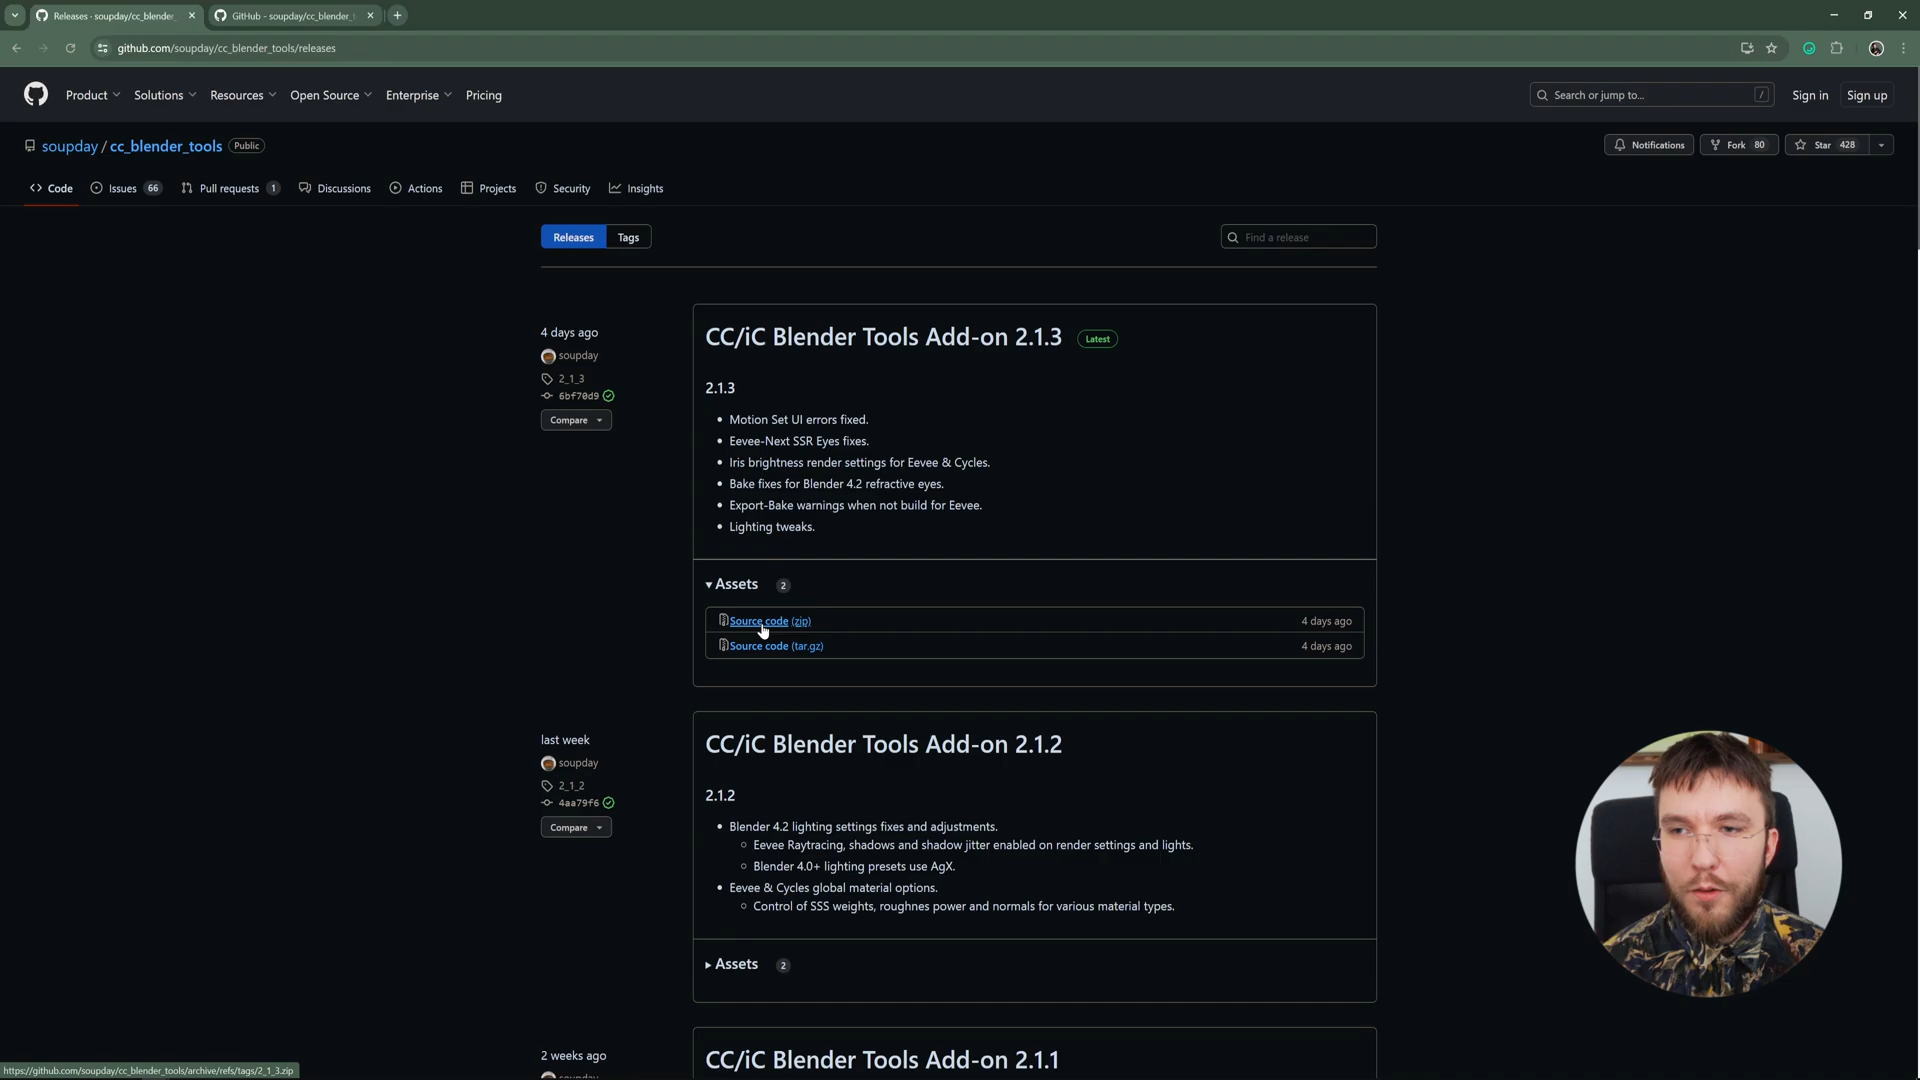 Releases · soupday/cc_blender_
GitHub - soupday/cc_blender_t
github.com/soupday/cc_blender_tools/releases
Product Solutions Resources Open Source Enterprise Pricing
Search or jump to... /
Sign in Sign up
soupday / cc_blender_tools Public
Notifications Fork 80 Star 428
Code Issues 66 Pull requests 1 Discussions Actions Projects Security Insights
Releases Tags
Find a release
4 days ago
soupday
2_1_3
6bf70d9
Compare
CC/iC Blender Tools Add-on 2.1.3 Latest
2.1.3
• Motion Set UI errors fixed.
• Eevee-Next SSR Eyes fixes.
• Iris brightness render settings for Eevee & Cycles.
• Bake fixes for Blender 4.2 refractive eyes.
• Export-Bake warnings when not build for Eevee.
• Lighting tweaks.
Assets 2
Source code (zip) 4 days ago
Source code (tar.gz) 4 days ago
last week
soupday
2_1_2
4aa79f6
Compare
CC/iC Blender Tools Add-on 2.1.2
2.1.2
• Blender 4.2 lighting settings fixes and adjustments.
○ Eevee Raytracing, shadows and shadow jitter enabled on render settings and lights.
○ Blender 4.0+ lighting presets use AgX.
• Eevee & Cycles global material options.
○ Control of SSS weights, roughnes power and normals for various material types.
Assets 2
2 weeks ago
soupday
CC/iC Blender Tools Add-on 2.1.1
https://github.com/soupday/cc_blender_tools/archive/refs/tags/2_1_3.zip